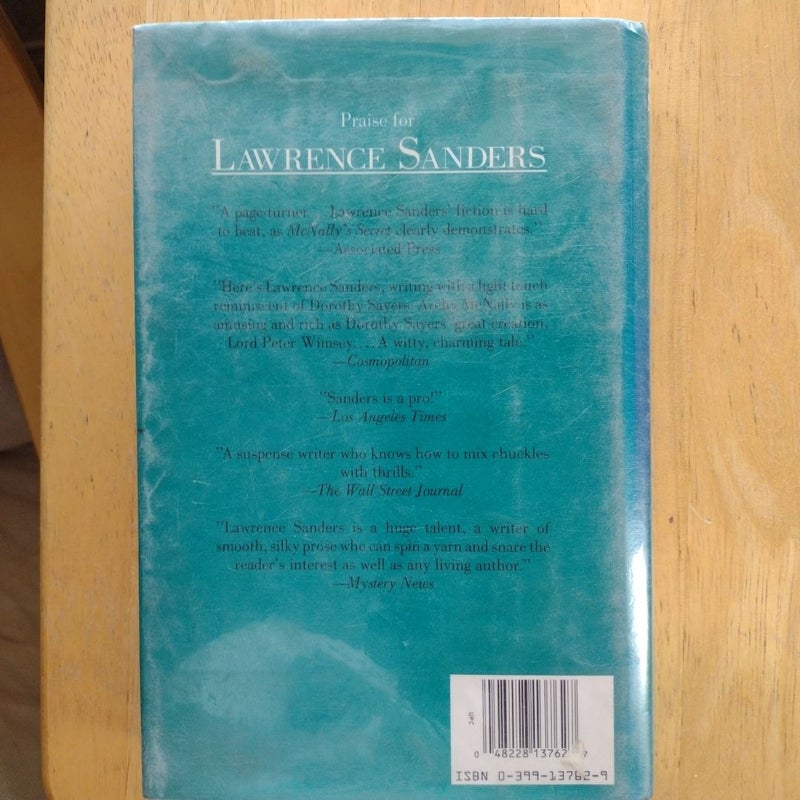 Praise for
LAWRENCE SANDERS
"A page-turner. . . Lawrence Sanders' fiction is hard
to beat, as McNally's Secret clearly demonstrates."
—Associated Press
"Here's Lawrence Sanders, writing with a light touch
reminiscent of Dorothy Sayers. Archy McNally is as
amusing and rich as Dorothy Sayers' great creation,
Lord Peter Wimsey. . . . A witty, charming tale."
—Cosmopolitan
"Sanders is a pro!"
—Los Angeles Times
"A suspense writer who knows how to mix chuckles
with thrills."
—The Wall Street Journal
"Lawrence Sanders is a huge talent, a writer of
smooth, silky prose who can spin a yarn and snare the
reader's interest as well as any living author."
—Mystery News
UPC
0 48228 13762 7
ISBN 0-399-13762-9